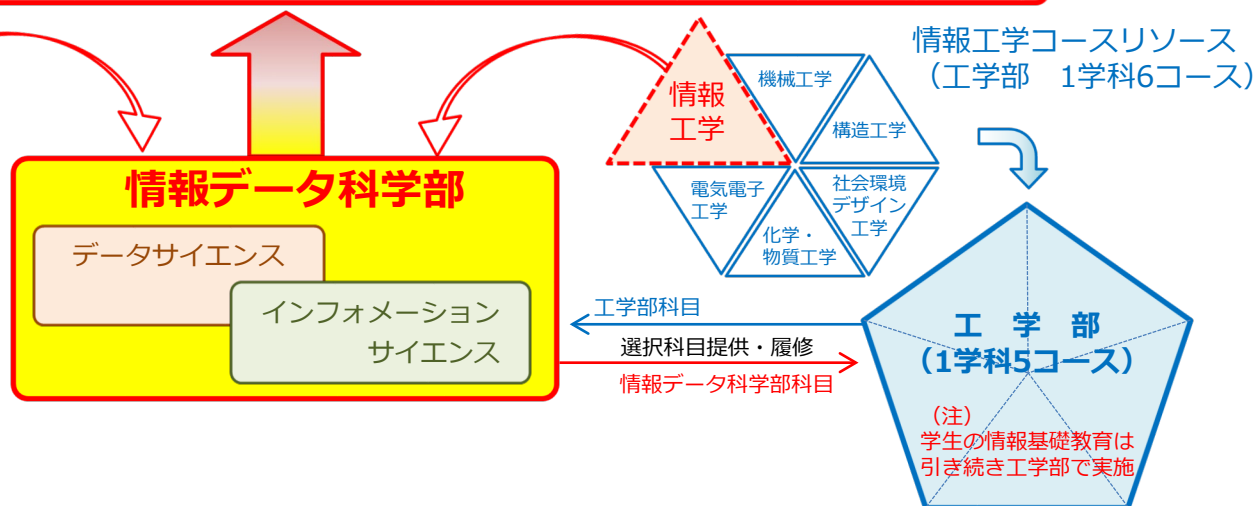 情報工学コースリソース
（工学部　1学科6コース）
情報
工学
機械工学
構造工学
電気電子
工学
化学・
物質工学
社会環境
デザイン
工学
情報データ科学部
データサイエンス
インフォメーション
サイエンス
工学部科目
選択科目提供・履修
情報データ科学部科目
工　学　部
（1学科5コース）
（注）
学生の情報基礎教育は
引き続き工学部で実施